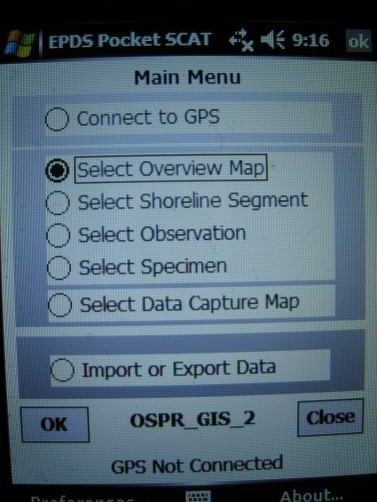 EPDS Pocket SCAT 9:16 ok
Main Menu
Connect to GPS
Select Overview Map
Select Shoreline Segment
Select Observation
Select Specimen
Select Data Capture Map
Import or Export Data
OK OSPR_GIS_2 Close
GPS Not Connected
Preferences About...